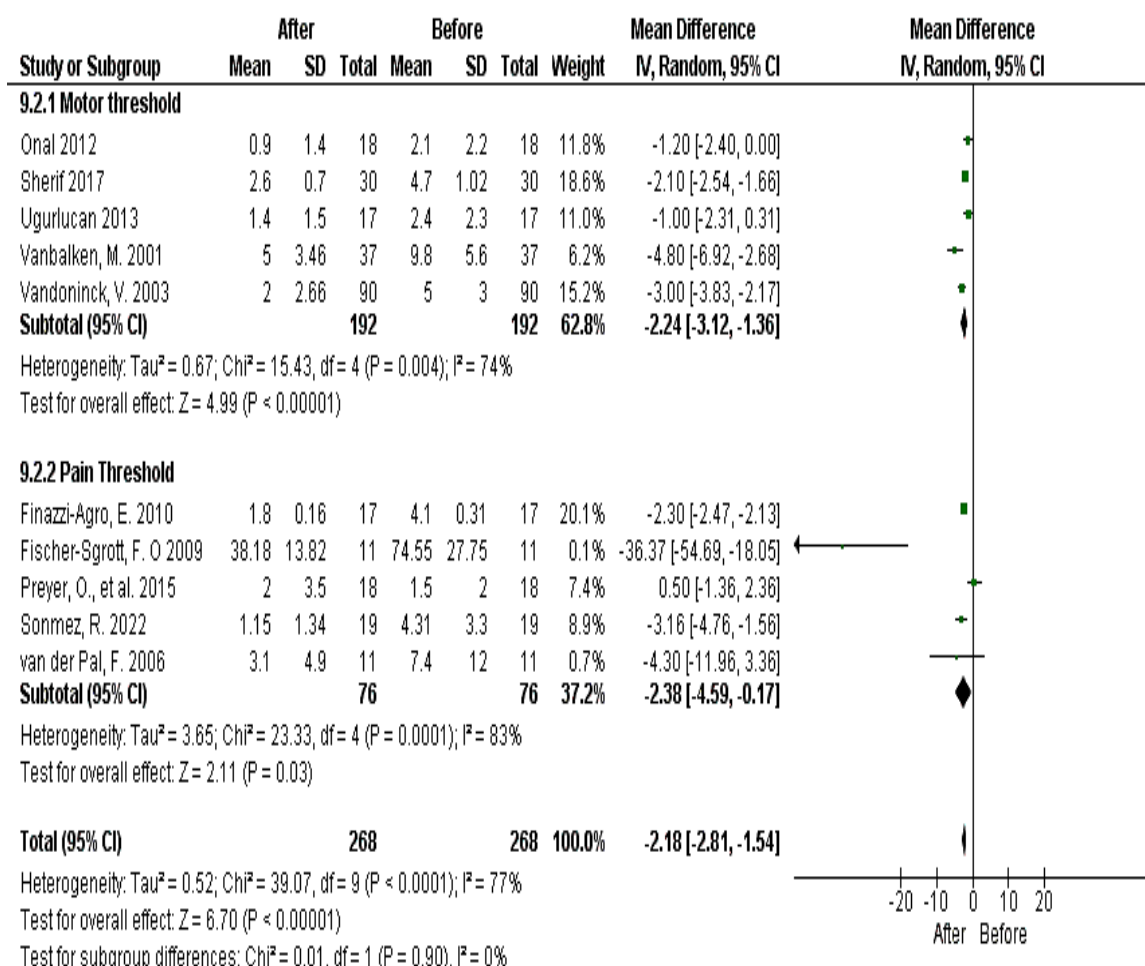 After Before Mean Difference Mean Difference
Study or Subgroup Mean SD Total Mean SD Total Weight IV, Random, 95% CI IV, Random, 95% CI
9.2.1 Motor threshold
Onal 2012 0.9 1.4 18 2.1 2.2 18 11.8% -1.20 [-2.40, 0.00]
Sherif 2017 2.6 0.7 30 4.7 1.02 30 18.6% -2.10 [-2.54, -1.66]
Ugurlucan 2013 1.4 1.5 17 2.4 2.3 17 11.0% -1.00 [-2.31, 0.31]
Vanbalken, M. 2001 5 3.46 37 9.8 5.6 37 6.2% -4.80 [-6.92, -2.68]
Vandoninck, V. 2003 2 2.66 90 5 3 90 15.2% -3.00 [-3.83, -2.17]
Subtotal (95% CI) 192 192 62.8% -2.24 [-3.12, -1.36]
Heterogeneity: Tau² = 0.67; Chi² = 15.43, df = 4 (P = 0.004); I² = 74%
Test for overall effect: Z = 4.99 (P < 0.00001)
9.2.2 Pain Threshold
Finazzi-Agro, E. 2010 1.8 0.16 17 4.1 0.31 17 20.1% -2.30 [-2.47, -2.13]
Fischer-Sgrott, F. O 2009 38.18 13.82 11 74.55 27.75 11 0.1% -36.37 [-54.69, -18.05]
Preyer, O., et al. 2015 2 3.5 18 1.5 2 18 7.4% 0.50 [-1.36, 2.36]
Sonmez, R. 2022 1.15 1.34 19 4.31 3.3 19 8.9% -3.16 [-4.76, -1.56]
van der Pal, F. 2006 3.1 4.9 11 7.4 12 11 0.7% -4.30 [-11.96, 3.36]
Subtotal (95% CI) 76 76 37.2% -2.38 [-4.59, -0.17]
Heterogeneity: Tau² = 3.65; Chi² = 23.33, df = 4 (P = 0.0001); I² = 83%
Test for overall effect: Z = 2.11 (P = 0.03)
Total (95% CI) 268 268 100.0% -2.18 [-2.81, -1.54]
Heterogeneity: Tau² = 0.52; Chi² = 39.07, df = 9 (P < 0.0001); I² = 77%
Test for overall effect: Z = 6.70 (P < 0.00001)
Test for subgroup differences: Chi² = 0.01, df = 1 (P = 0.90), I² = 0%
-20 -10 0 10 20
After Before